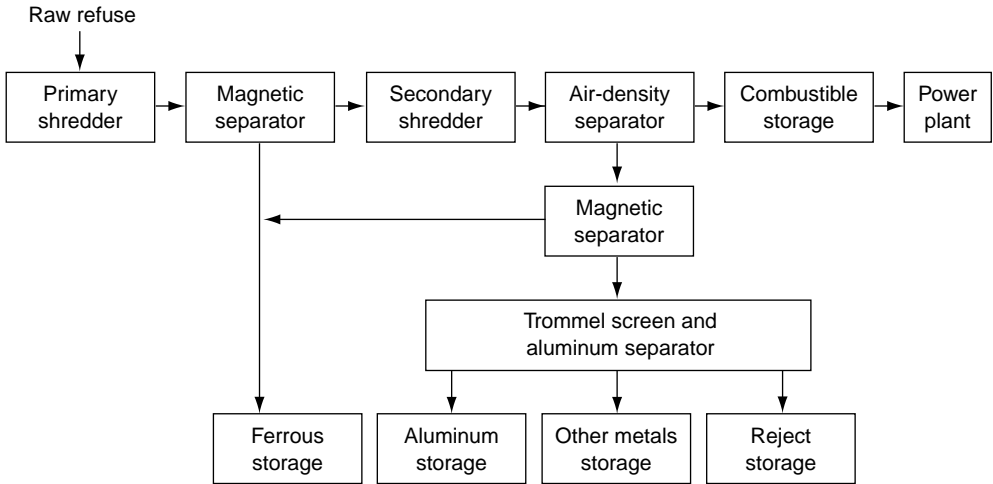 Raw refuse
Primary
shredder
Magnetic
separator
Secondary
shredder
Air-density
separator
Combustible
storage
Power
plant
Magnetic
separator
Trommel screen and
aluminum separator
Ferrous
storage
Aluminum
storage
Other metals
storage
Reject
storage